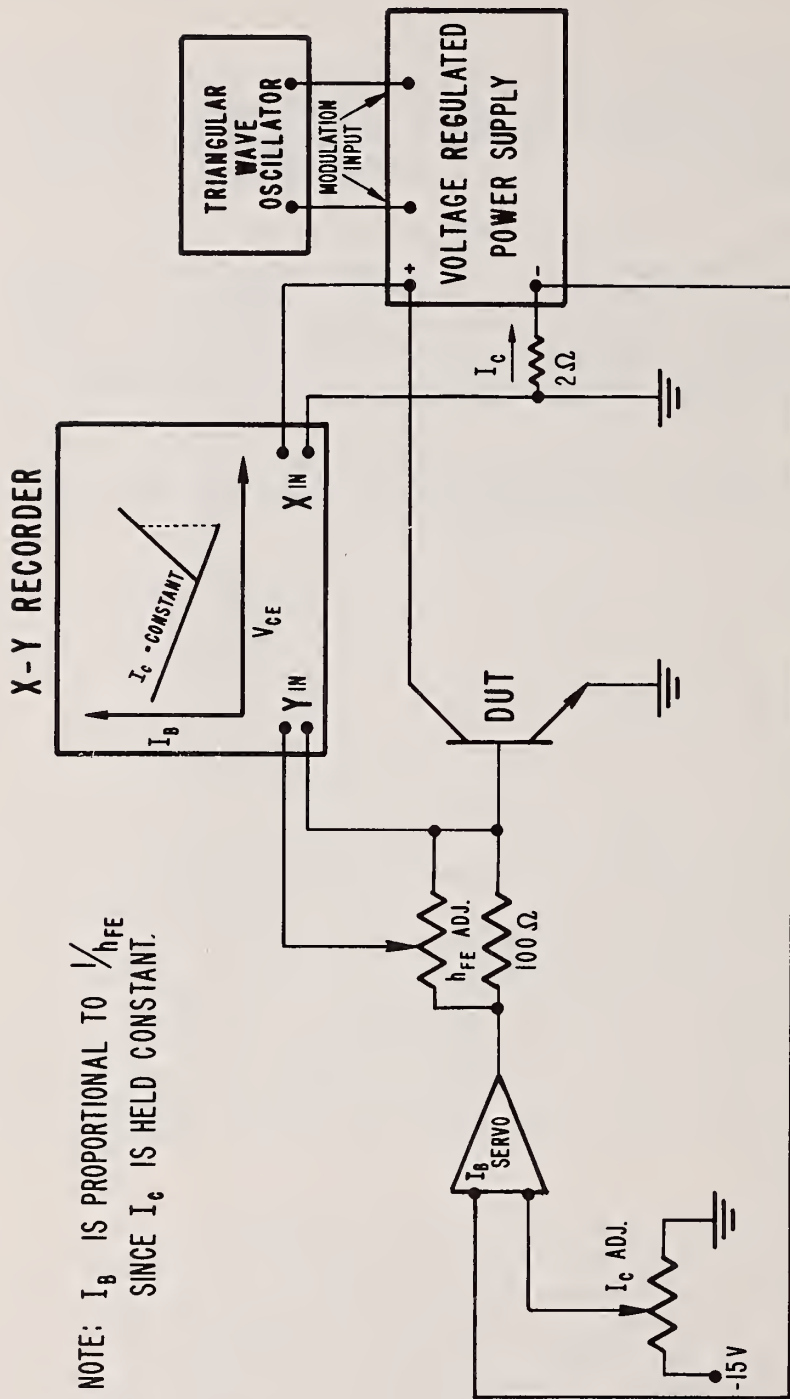 NOTE: I_B IS PROPORTIONAL TO 1/h_FE
SINCE I_C IS HELD CONSTANT.
X-Y RECORDER
I_B
I_C = CONSTANT
V_CE
Y IN
X IN
TRIANGULAR
WAVE
OSCILLATOR
MODULATION
INPUT
VOLTAGE REGULATED
POWER SUPPLY
+
-
I_C
2Ω
DUT
h_FE ADJ.
100Ω
I_B
SERVO
I_C ADJ.
-15V